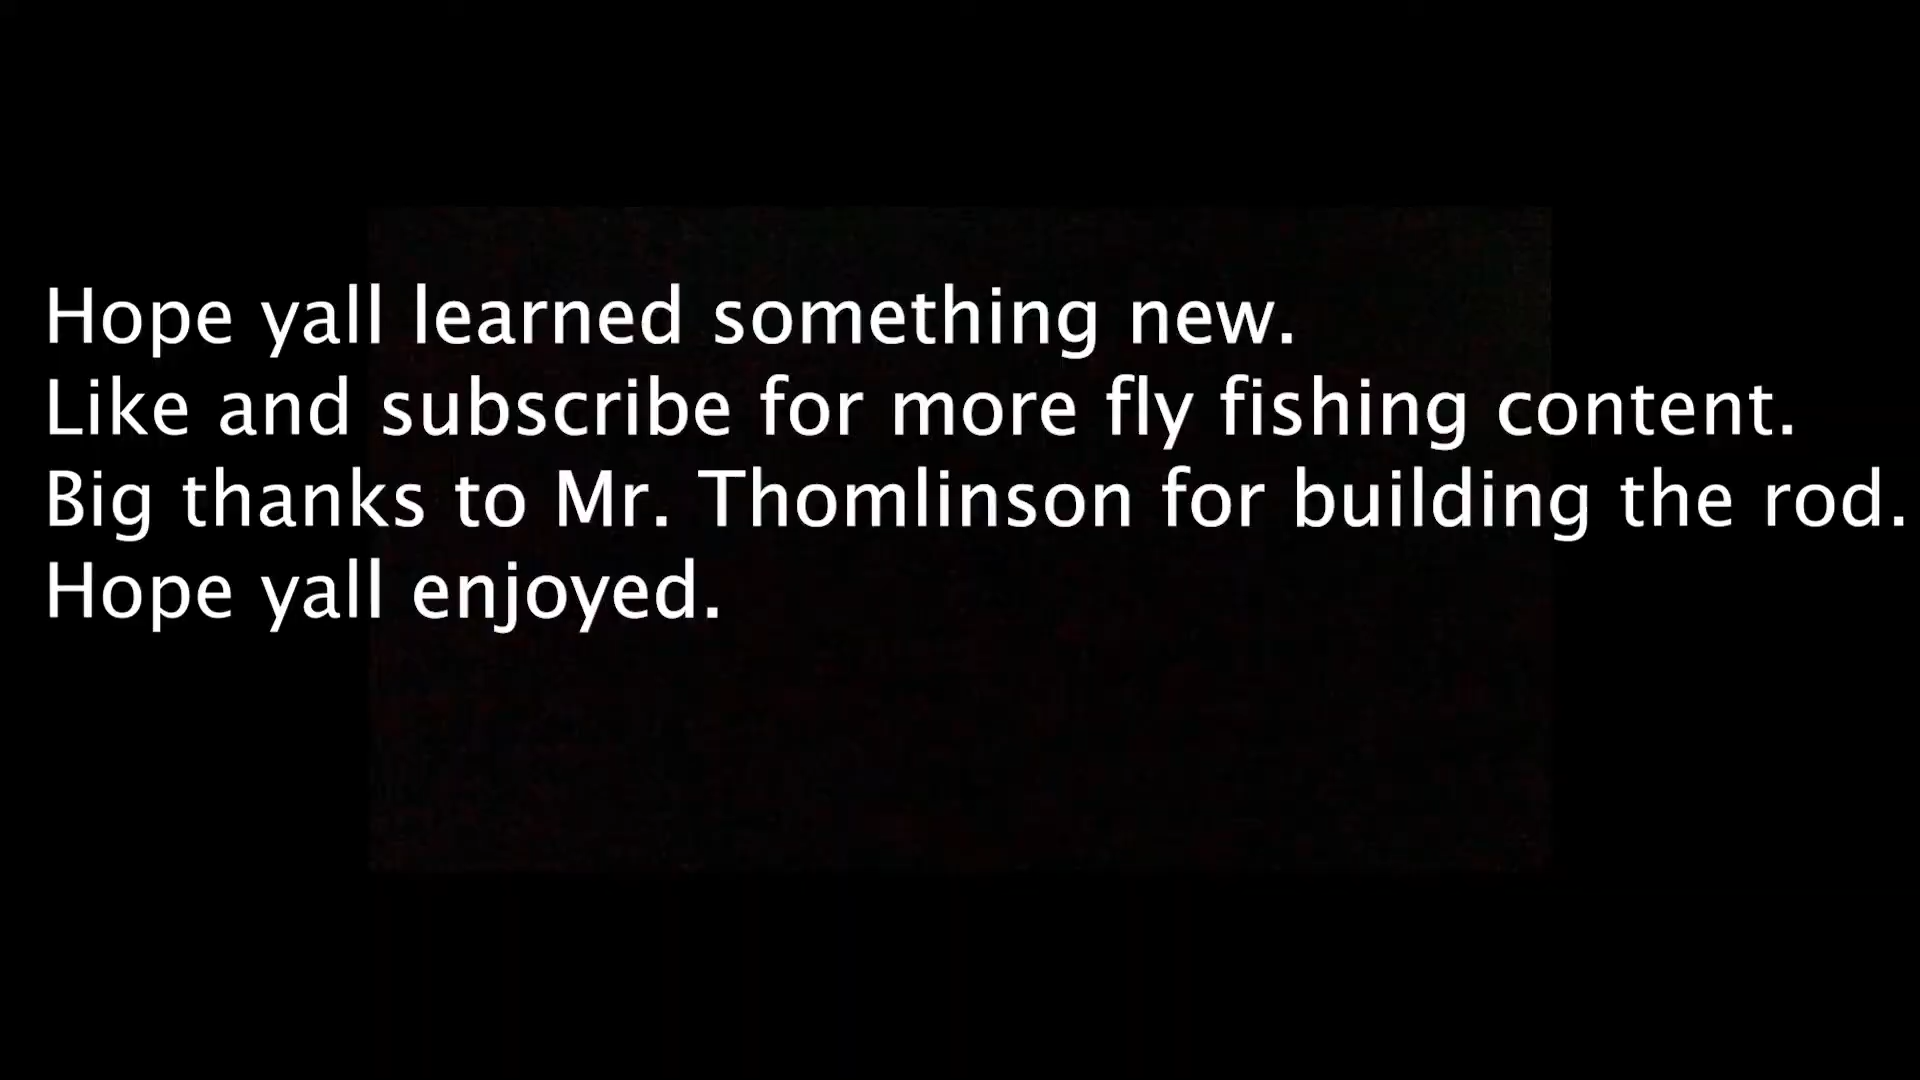 Hope yall learned something new.
Like and subscribe for more fly fishing content.
Big thanks to Mr. Thomlinson for building the rod.
Hope yall enjoyed.